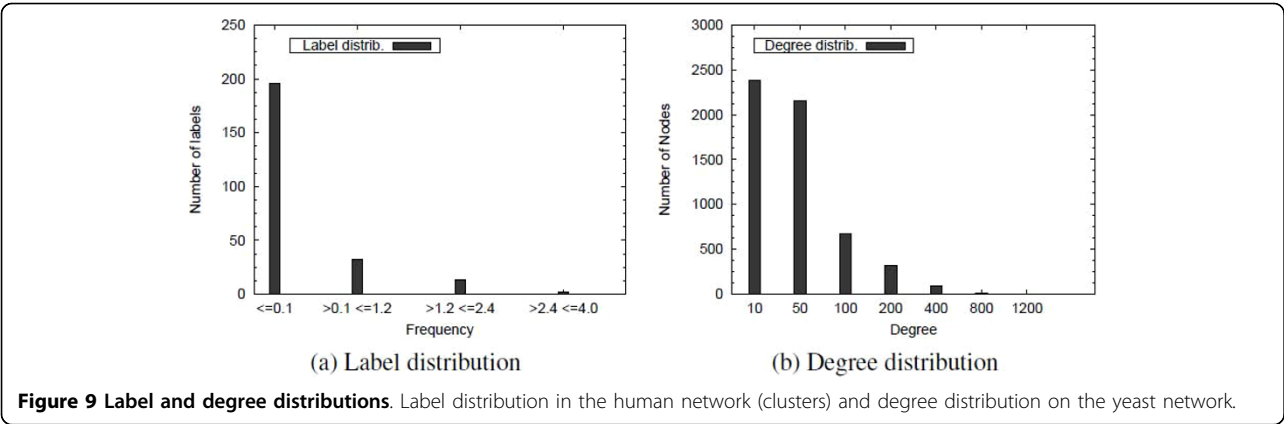 250
200
150
100
50
0
Number of labels
Label distrib.
<=0.1 >0.1 <=1.2 >1.2 <=2.4 >2.4 <=4.0
Frequency
(a) Label distribution
3000
2500
2000
1500
1000
500
0
Number of Nodes
Degree distrib.
10 50 100 200 400 800 1200
Degree
(b) Degree distribution
Figure 9 Label and degree distributions. Label distribution in the human network (clusters) and degree distribution on the yeast network.